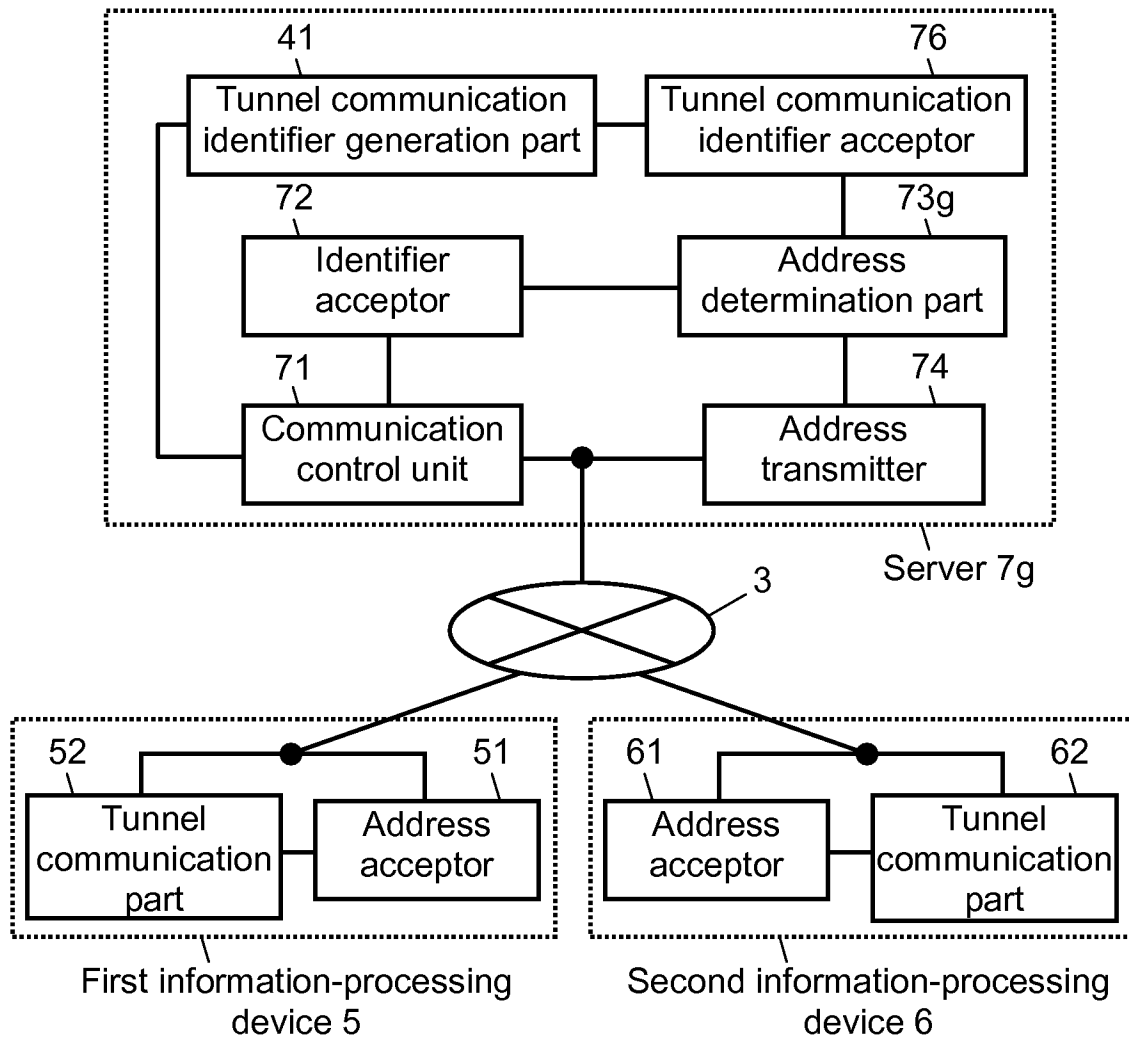 41
76
Tunnel communication
identifier generation part
Tunnel communication
identifier acceptor
72
73g
Identifier
acceptor
Address
determination part
71
74
Communication
control unit
Address
transmitter
Server 7g
3
52
51
61
62
Tunnel
communication
part
Address
acceptor
Address
acceptor
Tunnel
communication
part
First information-processing
device 5
Second information-processing
device 6